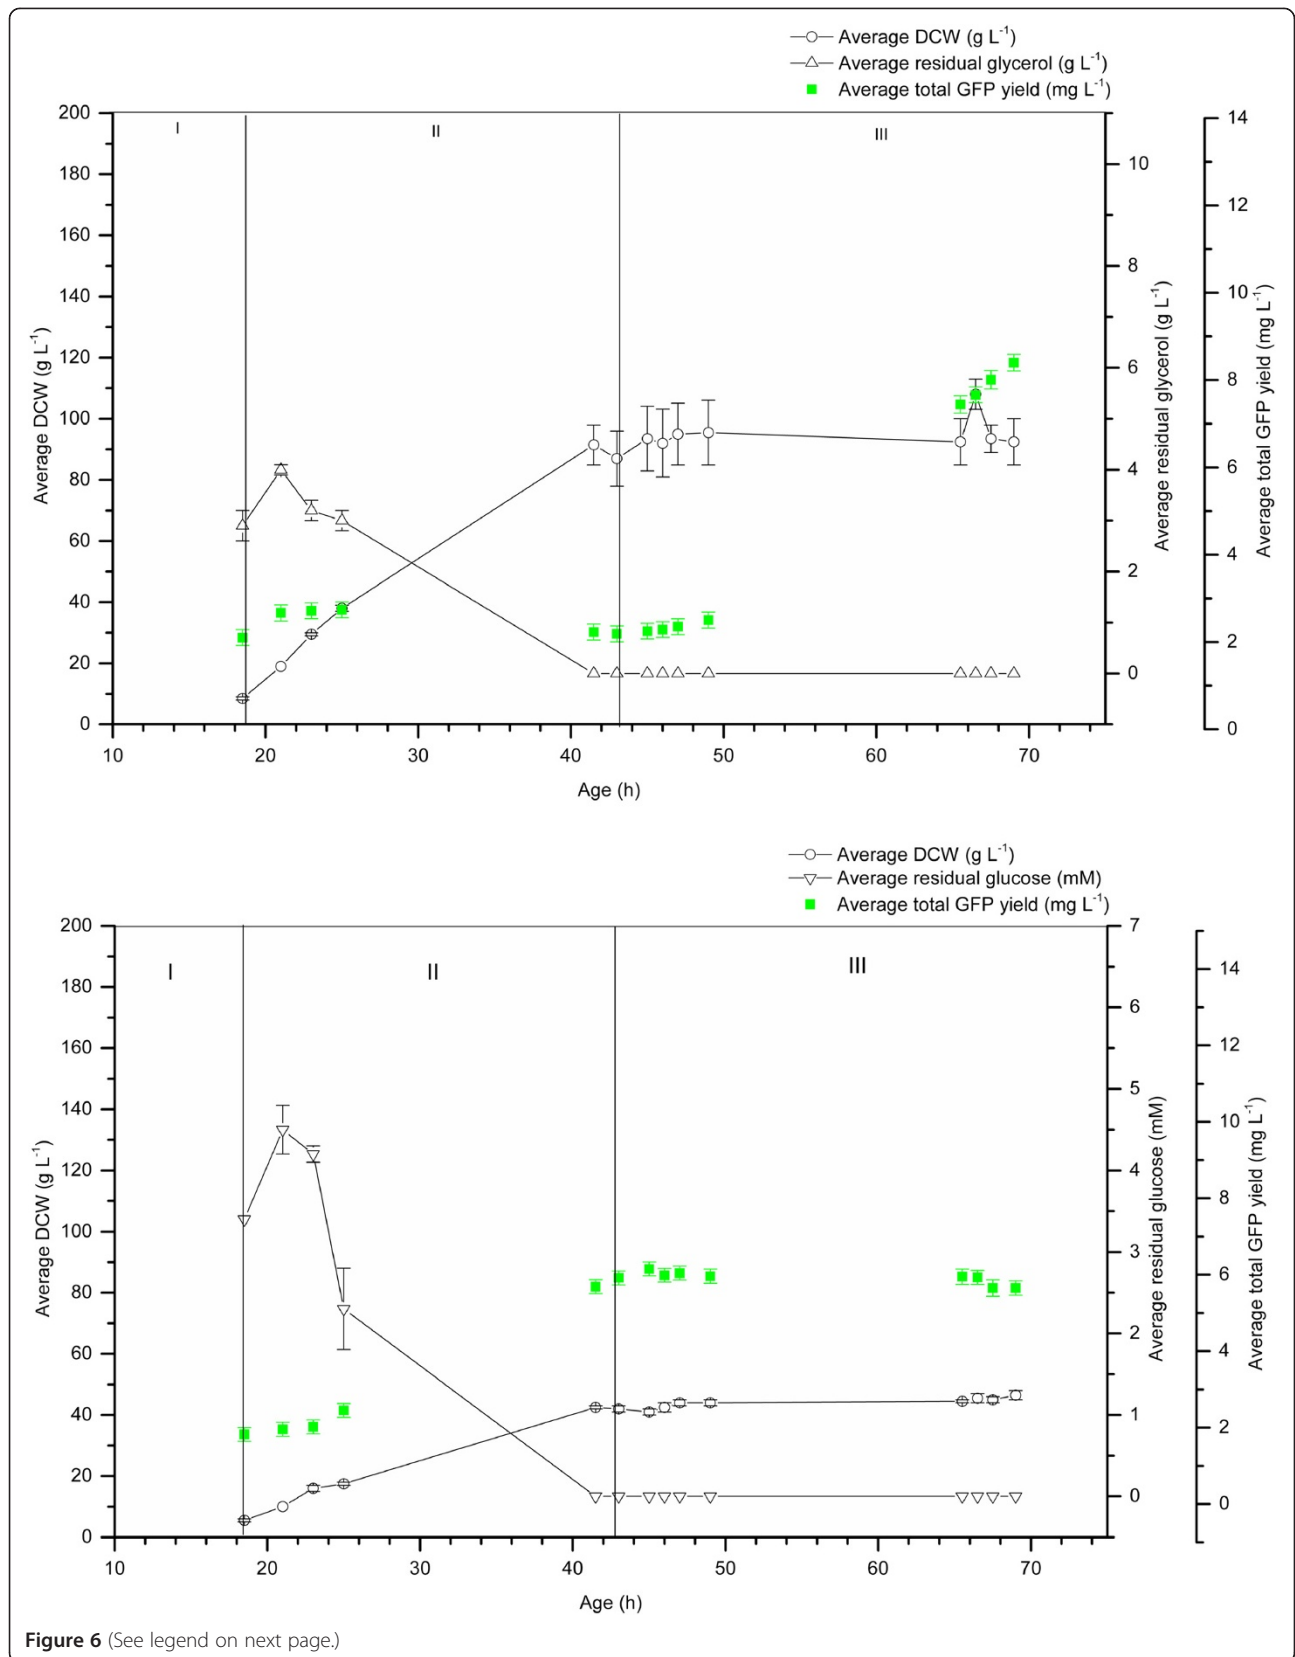 Average DCW (g L-1)
Average residual glycerol (g L-1)
Average total GFP yield (mg L-1)
I
II
III
200
180
160
140
120
100
80
60
40
20
0
Average DCW (g L-1)
10
8
6
4
2
0
Average residual glycerol (g L-1)
14
12
10
8
6
4
2
0
Average total GFP yield (mg L-1)
10 20 30 40 50 60 70
Age (h)
Average DCW (g L-1)
Average residual glucose (mM)
Average total GFP yield (mg L-1)
I
II
III
200
180
160
140
120
100
80
60
40
20
0
Average DCW (g L-1)
7
6
5
4
3
2
1
0
Average residual glucose (mM)
14
12
10
8
6
4
2
0
Average total GFP yield (mg L-1)
10 20 30 40 50 60 70
Age (h)
Figure 6 (See legend on next page.)